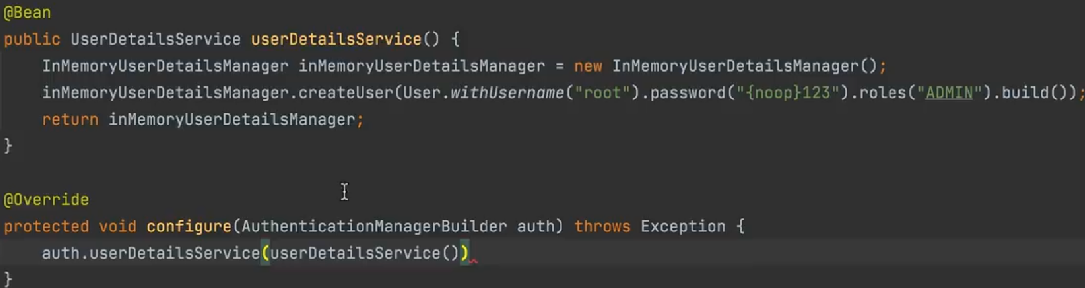 @Bean
public UserDetailsService userDetailsService() {
InMemoryUserDetailsManager inMemoryUserDetailsManager = new InMemoryUserDetailsManager();
inMemoryUserDetailsManager.createUser(User.withUsername("root").password("{noop}123").roles("ADMIN").build());
return inMemoryUserDetailsManager;
}
@Override
protected void configure(AuthenticationManagerBuilder auth) throws Exception {
auth.userDetailsService(userDetailsService())
}